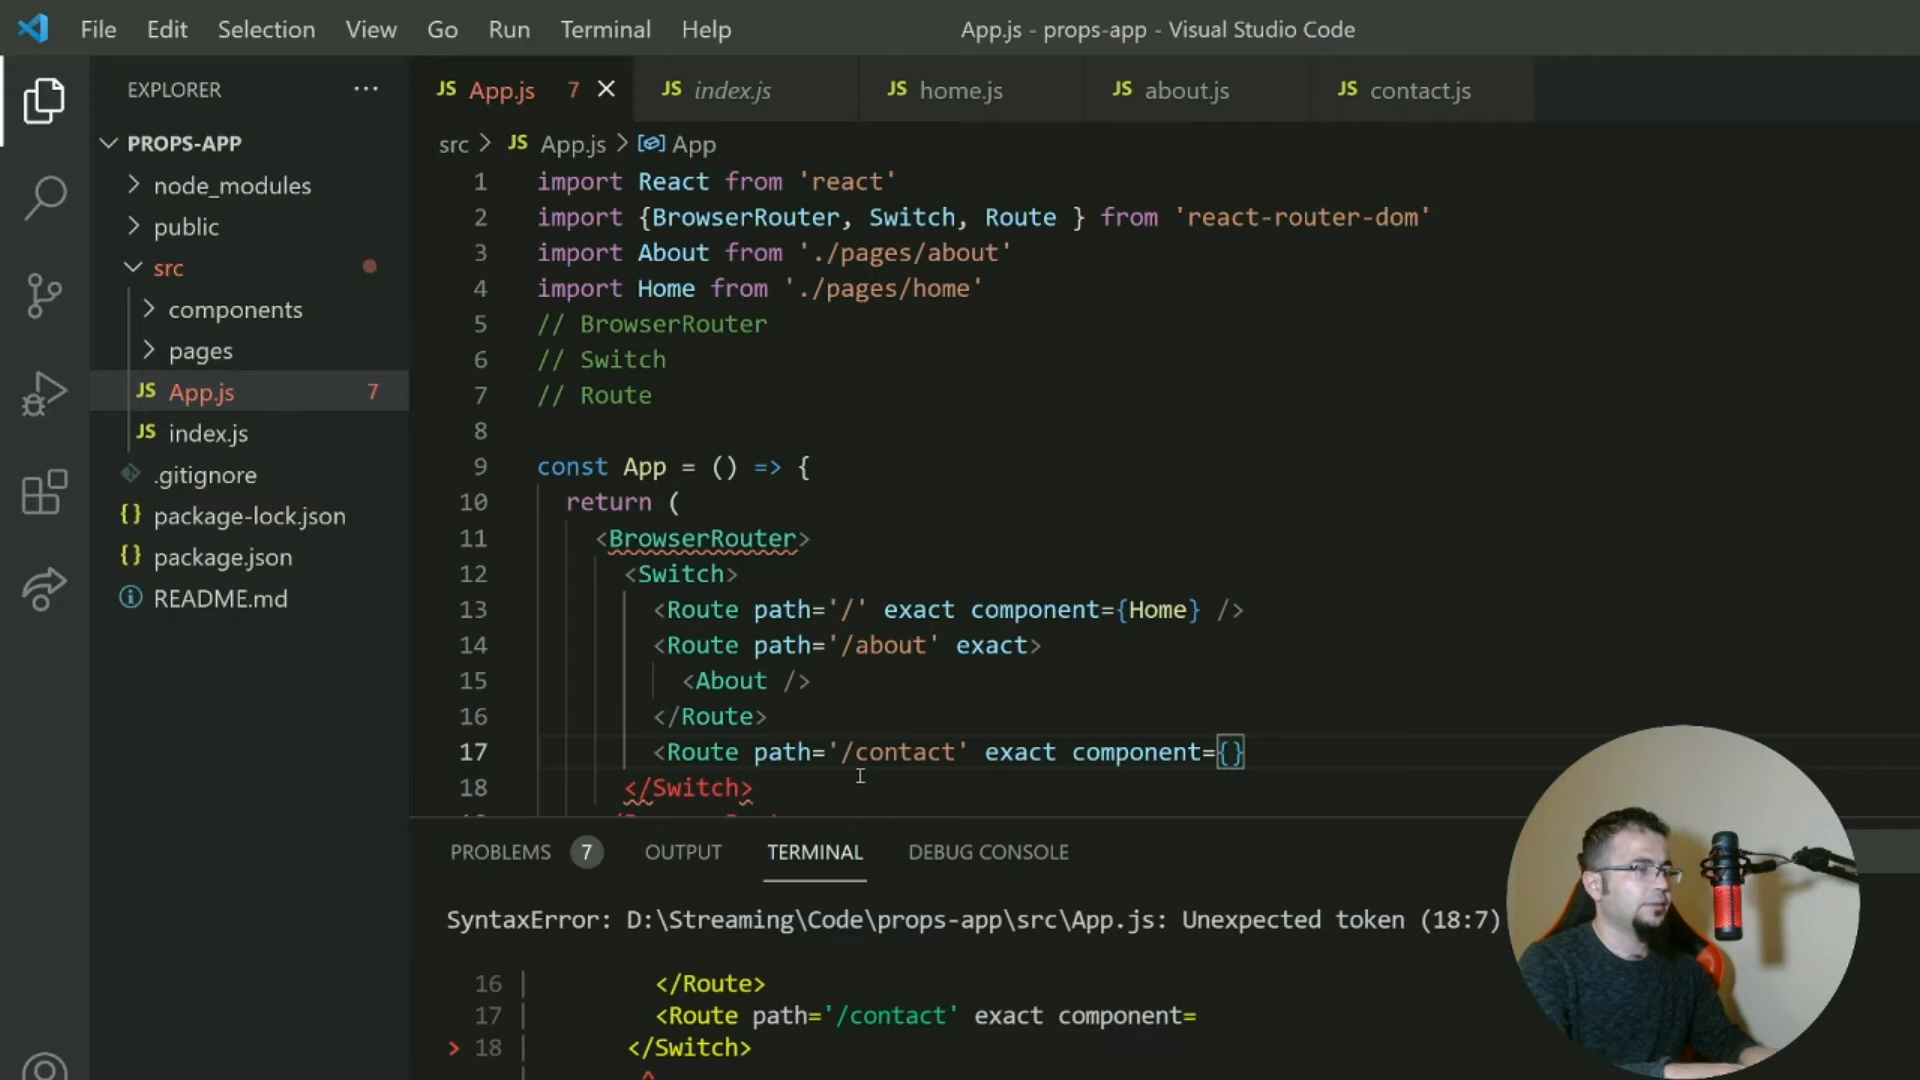 File Edit Selection View Go Run Terminal Help App.js - props-app - Visual Studio Code
EXPLORER ···
PROPS-APP
node_modules
public
src
components
pages
JS App.js 7
JS index.js
.gitignore
{} package-lock.json
{} package.json
README.md
JS App.js 7 JS index.js JS home.js JS about.js JS contact.js
src > JS App.js > App
1 import React from 'react'
2 import {BrowserRouter, Switch, Route } from 'react-router-dom'
3 import About from './pages/about'
4 import Home from './pages/home'
5 // BrowserRouter
6 // Switch
7 // Route
8
9 const App = () => {
10 return (
11 <BrowserRouter>
12 <Switch>
13 <Route path='/' exact component={Home} />
14 <Route path='/about' exact>
15 <About />
16 </Route>
17 <Route path='/contact' exact component={}
18 </Switch>
PROBLEMS 7 OUTPUT TERMINAL DEBUG CONSOLE
SyntaxError: D:\Streaming\Code\props-app\src\App.js: Unexpected token (18:7)
16 | </Route>
17 | <Route path='/contact' exact component=
> 18 | </Switch>
| ^